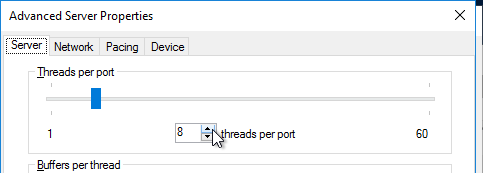 Advanced Server Properties
Server Network Pacing Device
Threads per port
1 8 threads per port 60
Buffers per thread